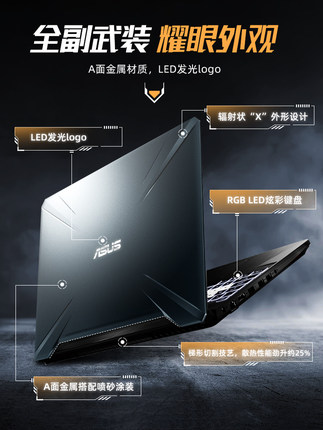 全副武装 耀眼外观
A面金属材质，LED发光logo
辐射状“X”外形设计
LED发光logo
RGB LED炫彩键盘
ASUS
梯形切割技艺，散热性能劲升约25%
A面金属搭配喷砂涂装